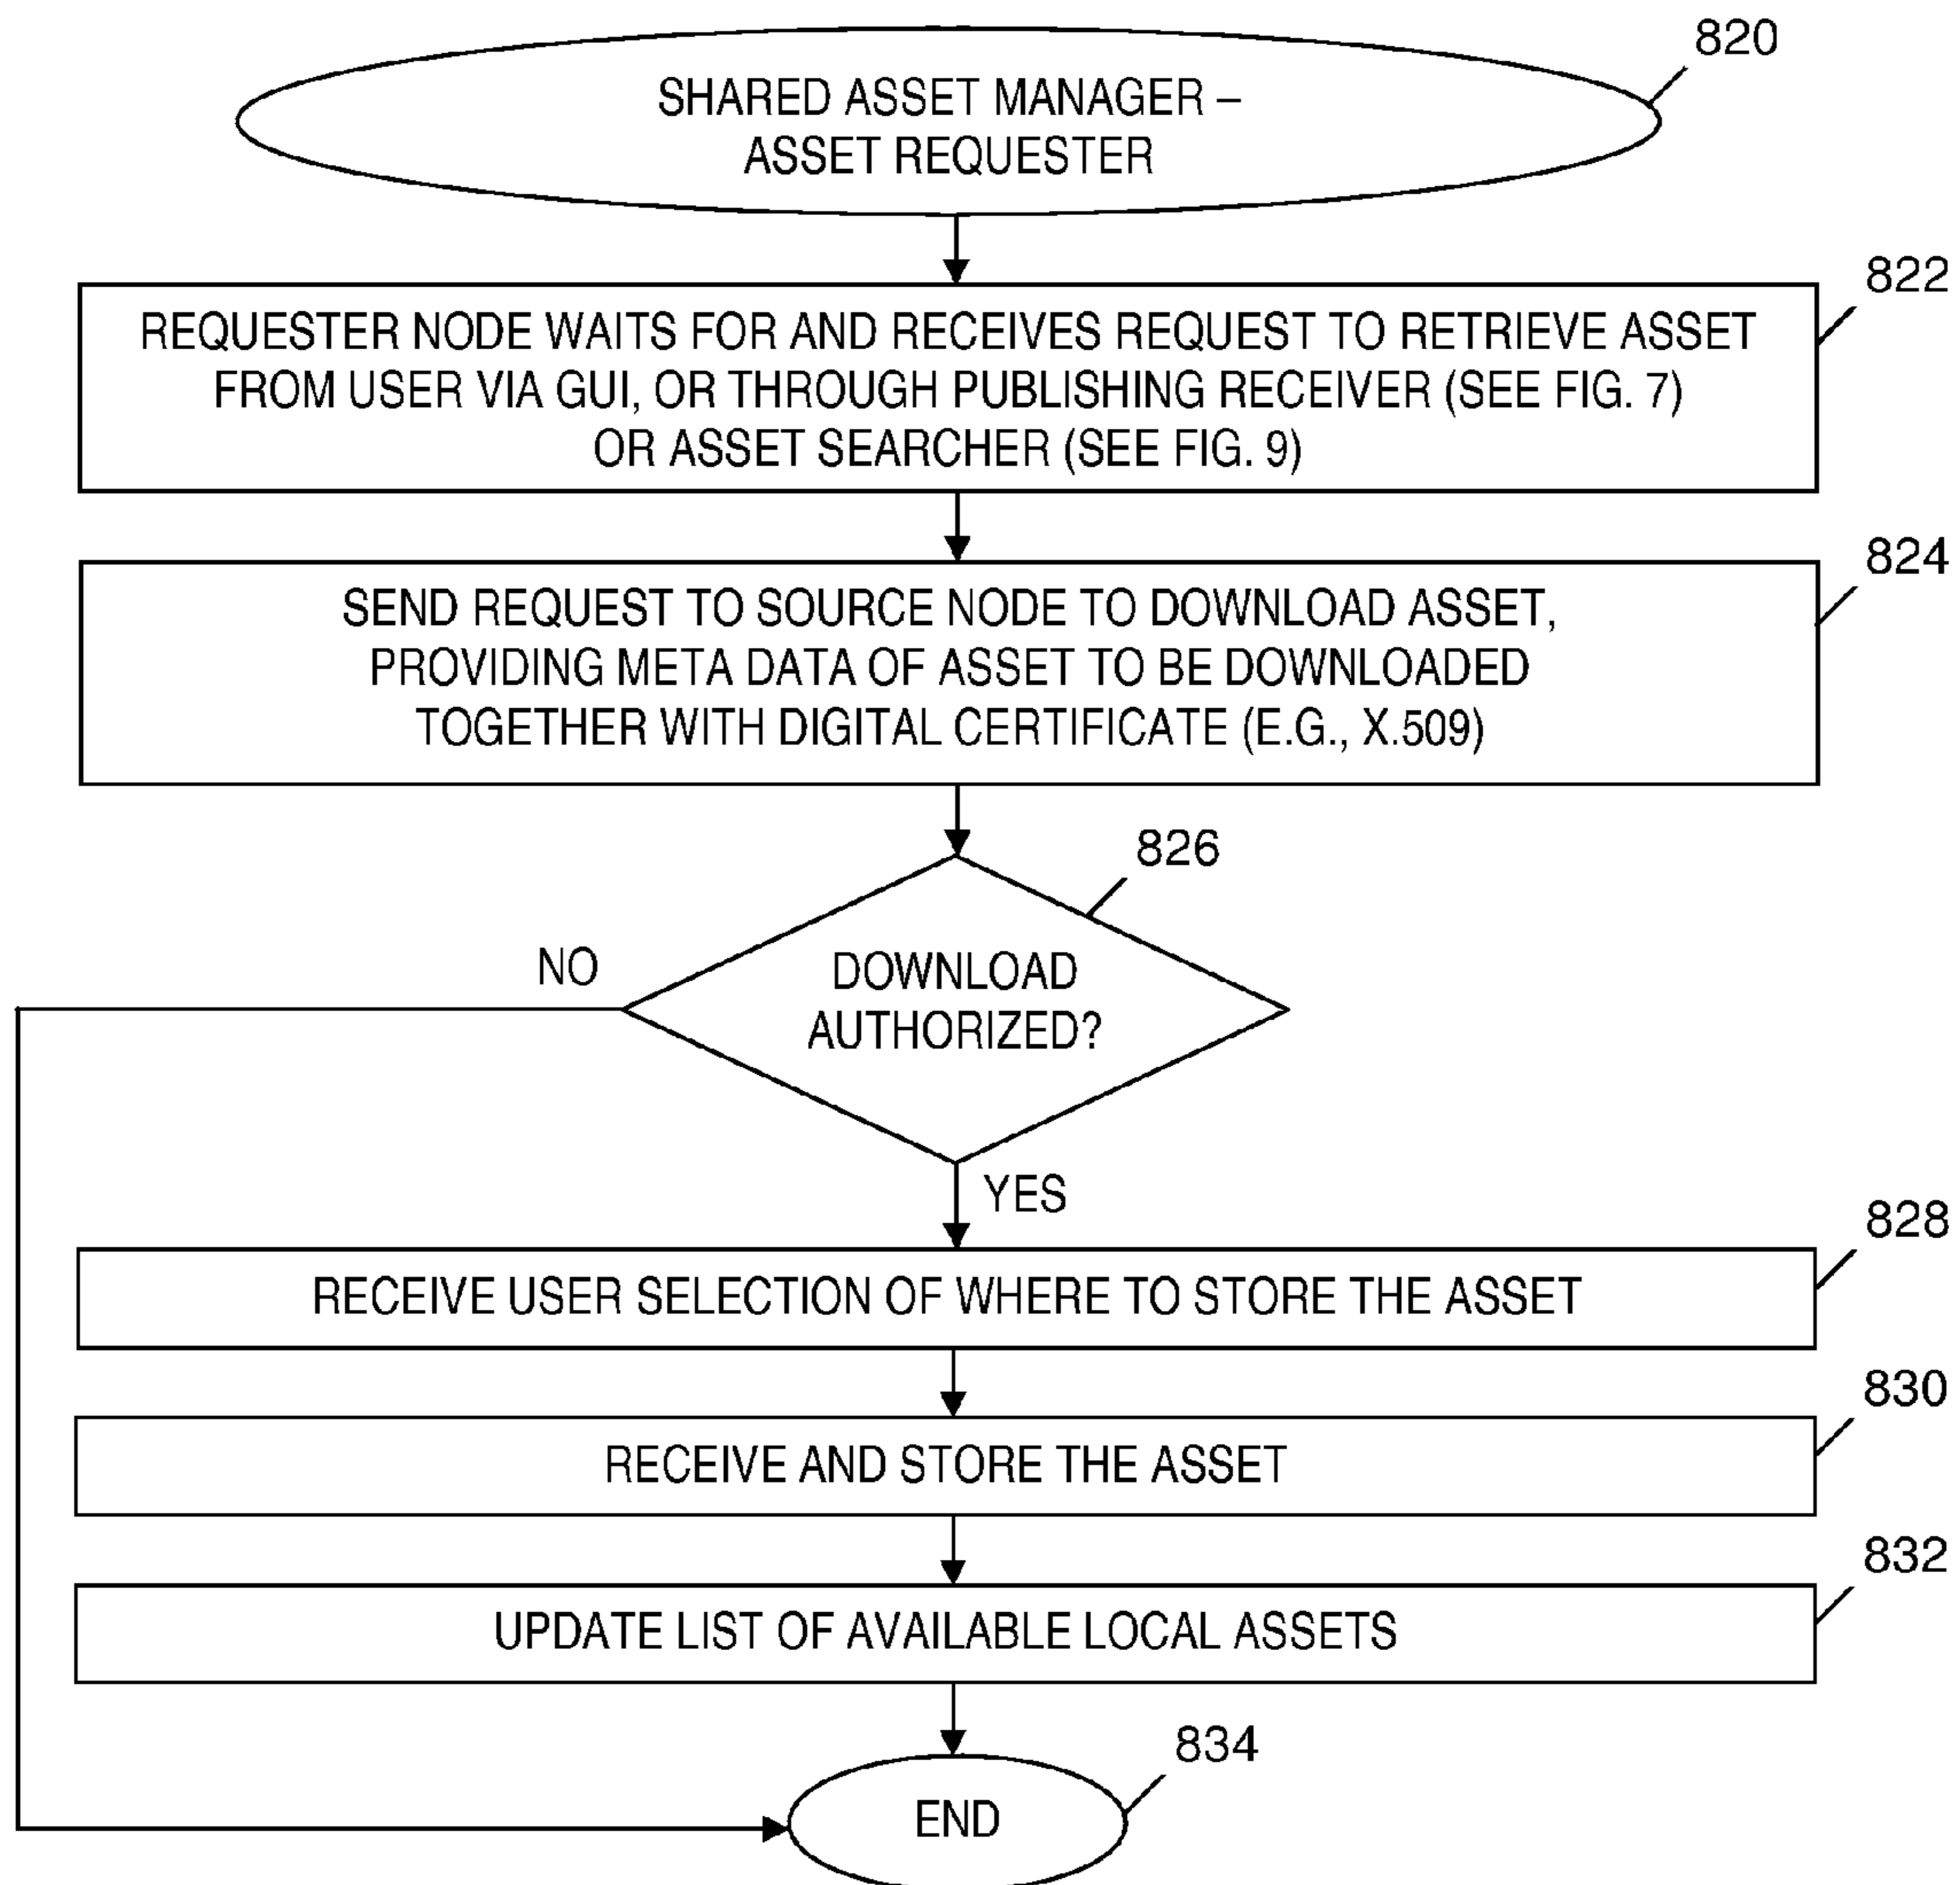 820
SHARED ASSET MANAGER –
ASSET REQUESTER
822
REQUESTER NODE WAITS FOR AND RECEIVES REQUEST TO RETRIEVE ASSET
FROM USER VIA GUI, OR THROUGH PUBLISHING RECEIVER (SEE FIG. 7)
OR ASSET SEARCHER (SEE FIG. 9)
824
SEND REQUEST TO SOURCE NODE TO DOWNLOAD ASSET,
PROVIDING META DATA OF ASSET TO BE DOWNLOADED
TOGETHER WITH DIGITAL CERTIFICATE (E.G., X.509)
826
NO
DOWNLOAD
AUTHORIZED?
YES
828
RECEIVE USER SELECTION OF WHERE TO STORE THE ASSET
830
RECEIVE AND STORE THE ASSET
832
UPDATE LIST OF AVAILABLE LOCAL ASSETS
834
END